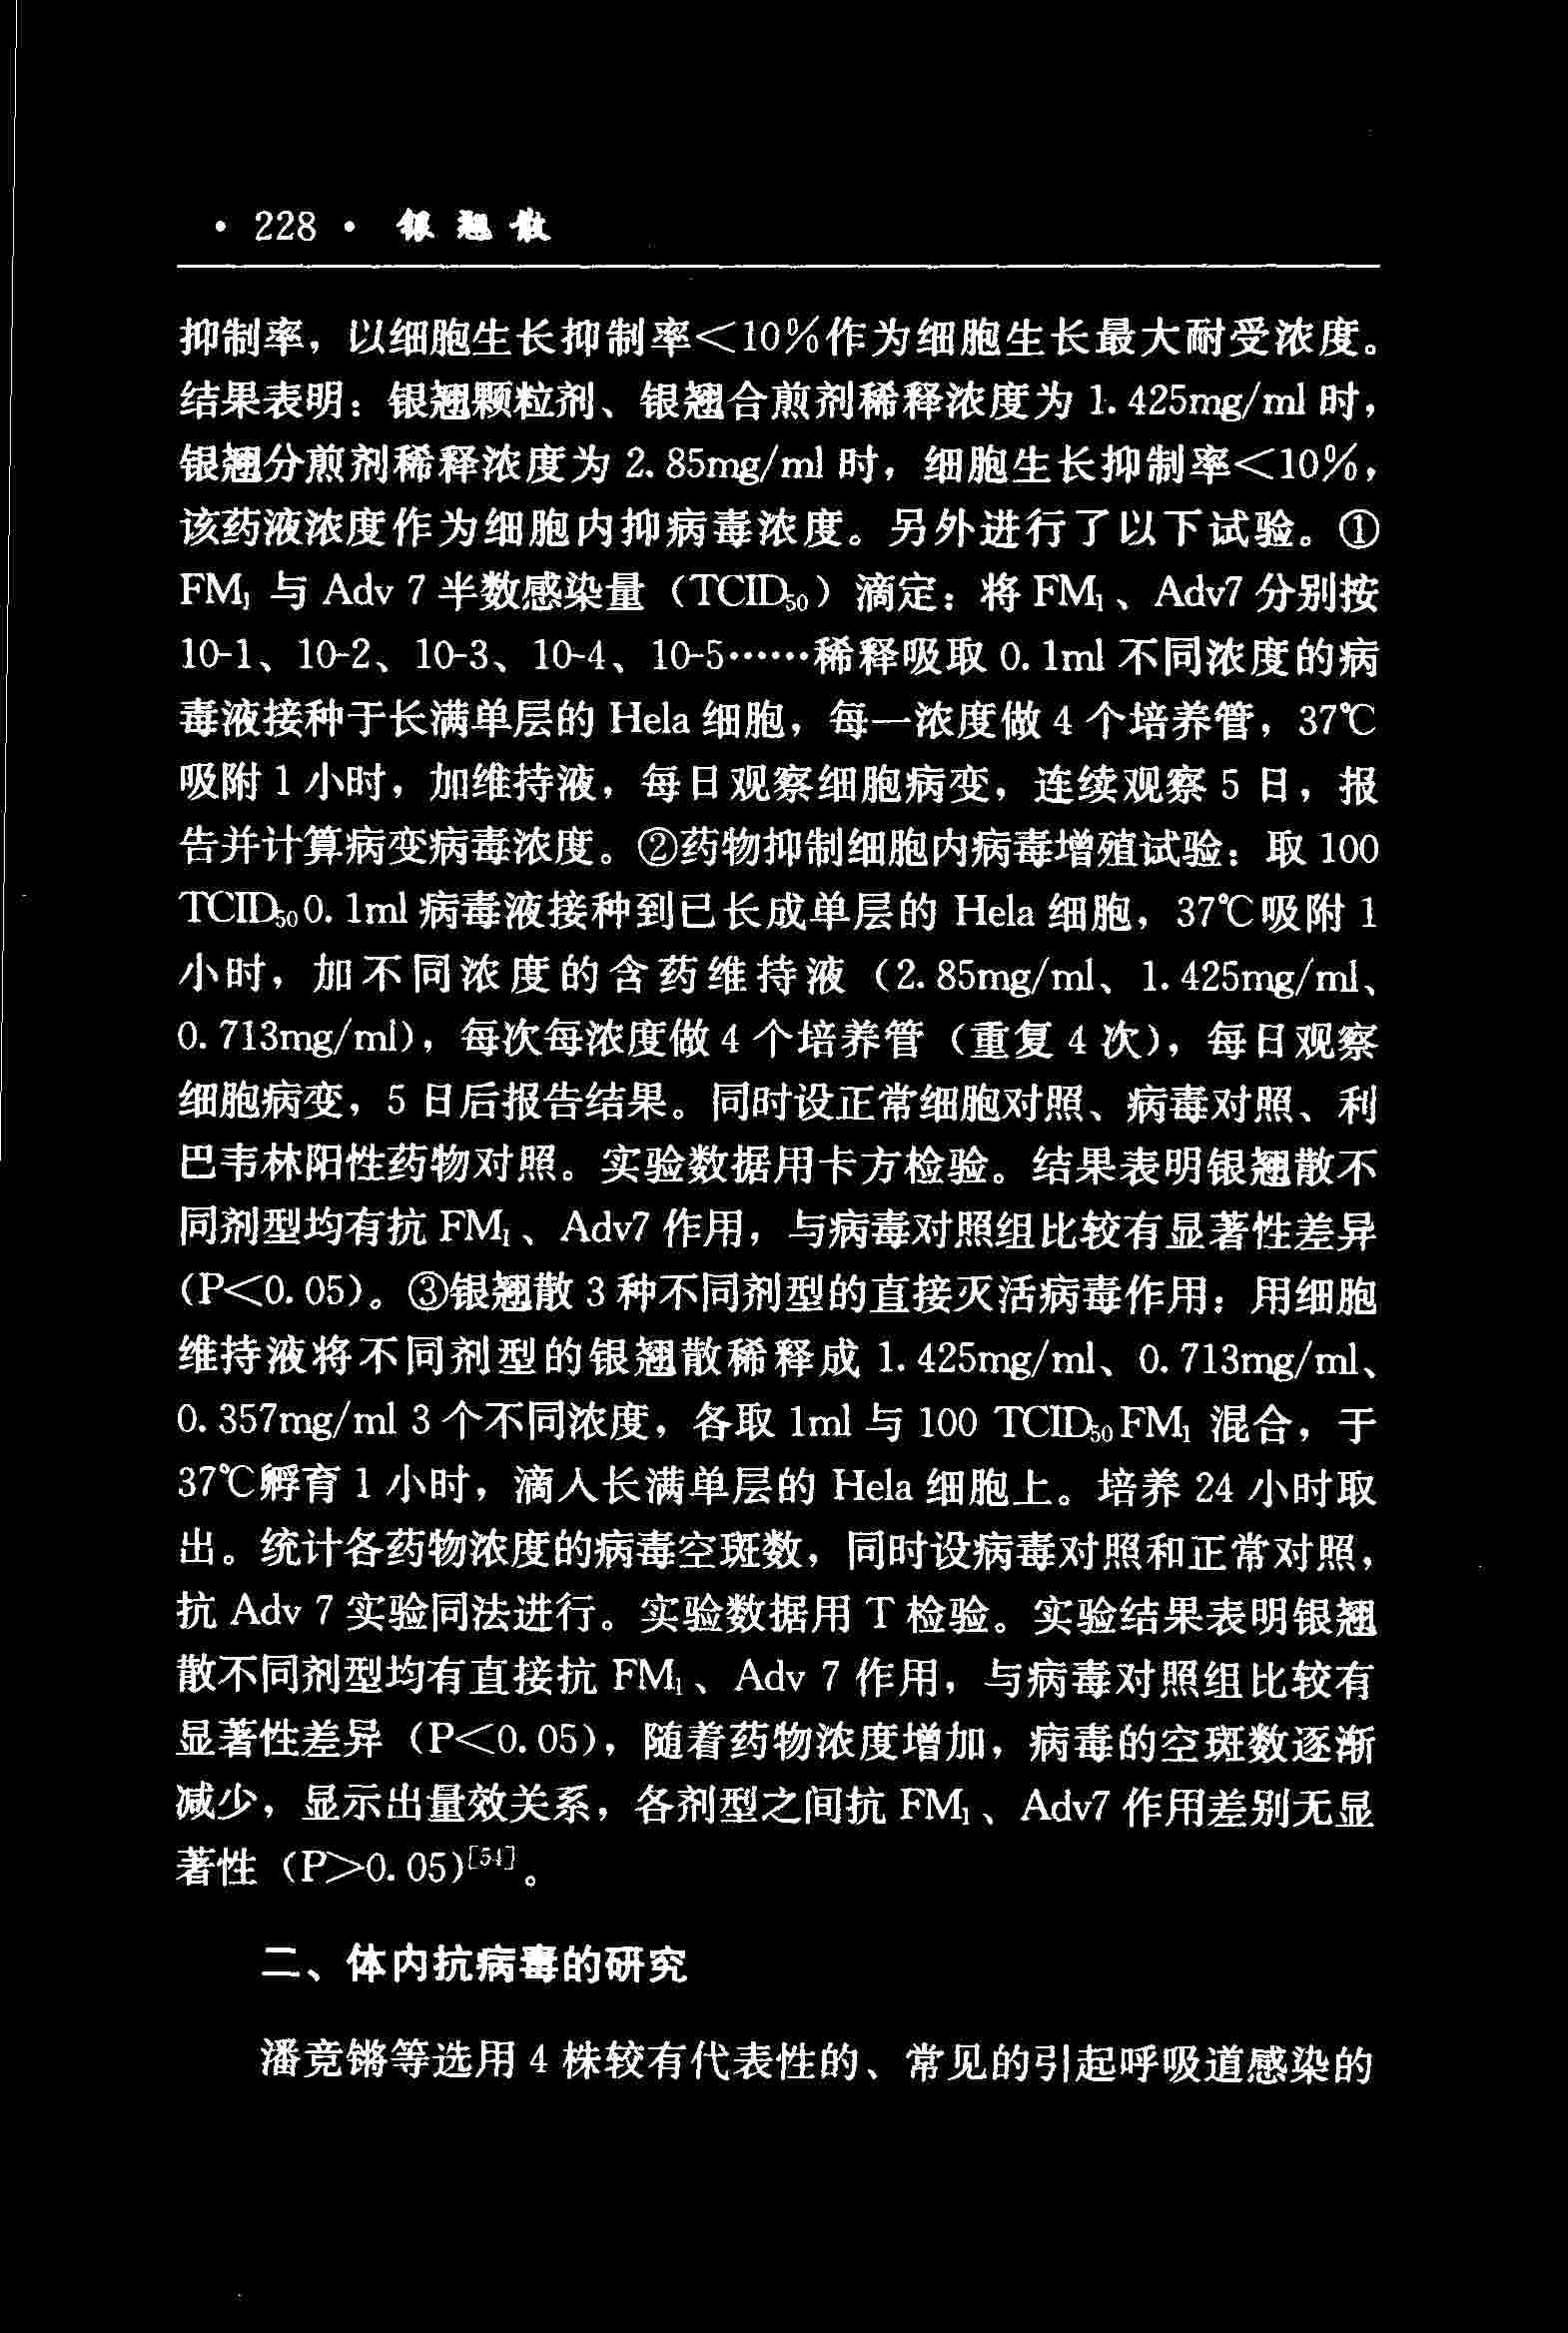 · 228 · 银翘散
抑制率，以细胞生长抑制率＜10％作为细胞生长最大耐受浓度。
结果表明：银翘颗粒剂、银翘合煎剂稀释浓度为 1.425mg/ml 时，
银翘分煎剂稀释浓度为 2.85mg/ml 时，细胞生长抑制率＜10％，
该药液浓度作为细胞内抑病毒浓度。另外进行了以下试验。①
FM₁ 与 Adv 7 半数感染量（TCID₅₀）滴定：将 FM₁、Adv7 分别按
10-1、10-2、10-3、10-4、10-5……稀释吸取 0.1ml 不同浓度的病
毒液接种于长满单层的 Hela 细胞，每一浓度做 4 个培养管，37℃
吸附 1 小时，加维持液，每日观察细胞病变，连续观察 5 日，报
告并计算病变病毒浓度。②药物抑制细胞内病毒增殖试验：取 100
TCID₅₀0.1ml 病毒液接种到已长成单层的 Hela 细胞，37℃吸附 1
小时，加不同浓度的含药维持液（2.85mg/ml、1.425mg/ml、
0.713mg/ml），每次每浓度做 4 个培养管（重复 4 次），每日观察
细胞病变，5 日后报告结果。同时设正常细胞对照、病毒对照、利
巴韦林阳性药物对照。实验数据用卡方检验。结果表明银翘散不
同剂型均有抗 FM₁、Adv7 作用，与病毒对照组比较有显著性差异
（P＜0.05）。③银翘散 3 种不同剂型的直接灭活病毒作用：用细胞
维持液将不同剂型的银翘散稀释成 1.425mg/ml、0.713mg/ml、
0.357mg/ml 3 个不同浓度，各取 1ml 与 100 TCID₅₀FM₁ 混合，于
37℃孵育 1 小时，滴入长满单层的 Hela 细胞上。培养 24 小时取
出。统计各药物浓度的病毒空斑数，同时设病毒对照和正常对照，
抗 Adv 7 实验同法进行。实验数据用 T 检验。实验结果表明银翘
散不同剂型均有直接抗 FM₁、Adv 7 作用，与病毒对照组比较有
显著性差异（P＜0.05），随着药物浓度增加，病毒的空斑数逐渐
减少，显示出量效关系，各剂型之间抗 FM₁、Adv7 作用差别无显
著性（P＞0.05）[54]。
二、体内抗病毒的研究
潘竞锵等选用 4 株较有代表性的、常见的引起呼吸道感染的